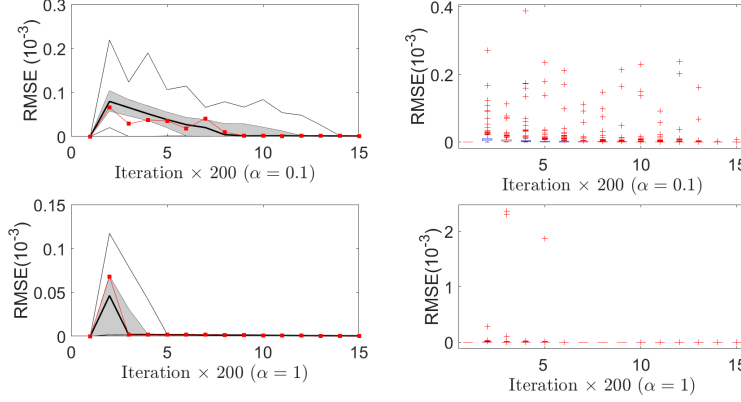 0.3
0.2
0.1
0
RMSE (10⁻³)
0 5 10 15
Iteration × 200 (α = 0.1)
0.4
0.2
0
RMSE(10⁻³)
5 10 15
Iteration × 200 (α = 0.1)
0.15
0.1
0.05
0
RMSE(10⁻³)
0 5 10 15
Iteration × 200 (α = 1)
2
1
0
RMSE(10⁻³)
5 10 15
Iteration × 200 (α = 1)